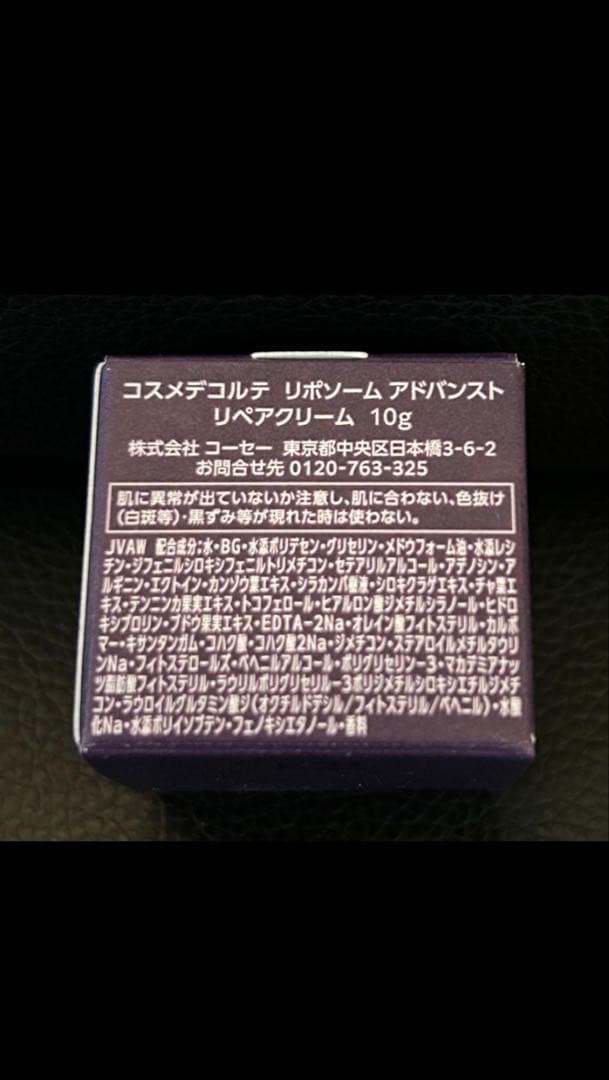 コスメデコルテ リポソーム アドバンスト
リペアクリーム 10g
株式会社 コーセー 東京都中央区日本橋3-6-2
お問合せ先 0120-763-325
肌に異常が出ていないか注意し、肌に合わない、色抜け
(白斑等)・黒ずみ等が現れた時は使わない。
JVAW 配合成分;水・BG・水添ポリデセン・グリセリン・メドウフォーム油・水添レシ
チン・ジフェニルシロキシフェニルトリメチコン・セテアリルアルコール・アデノシン・ア
ルギニン・エクトイン・カンゾウ葉エキス・シラカンバ樹液・シロキクラゲエキス・チャ葉エ
キス・テンニンカ果実エキス・トコフェロール・ヒアルロン酸ジメチルシラノール・ヒドロ
キシプロリン・ブドウ果実エキス・EDTA-2Na・オレイン酸フィトステリル・カルボ
マー・キサンタンガム・コハク酸・コハク酸2Na・ジメチコン・ステアロイルメチルタウリ
ンNa・フィトステロールズ・ベヘニルアルコール・ポリグリセリン-3・マカデミアナッ
ツ脂肪酸フィトステリル・ラウリルポリグリセリル-3ポリジメチルシロキシエチルジメチ
コン・ラウロイルグルタミン酸ジ(オクチルドデシル/フィトステリル/ベヘニル)・水酸
化Na・水添ポリイソブテン・フェノキシエタノール・香料